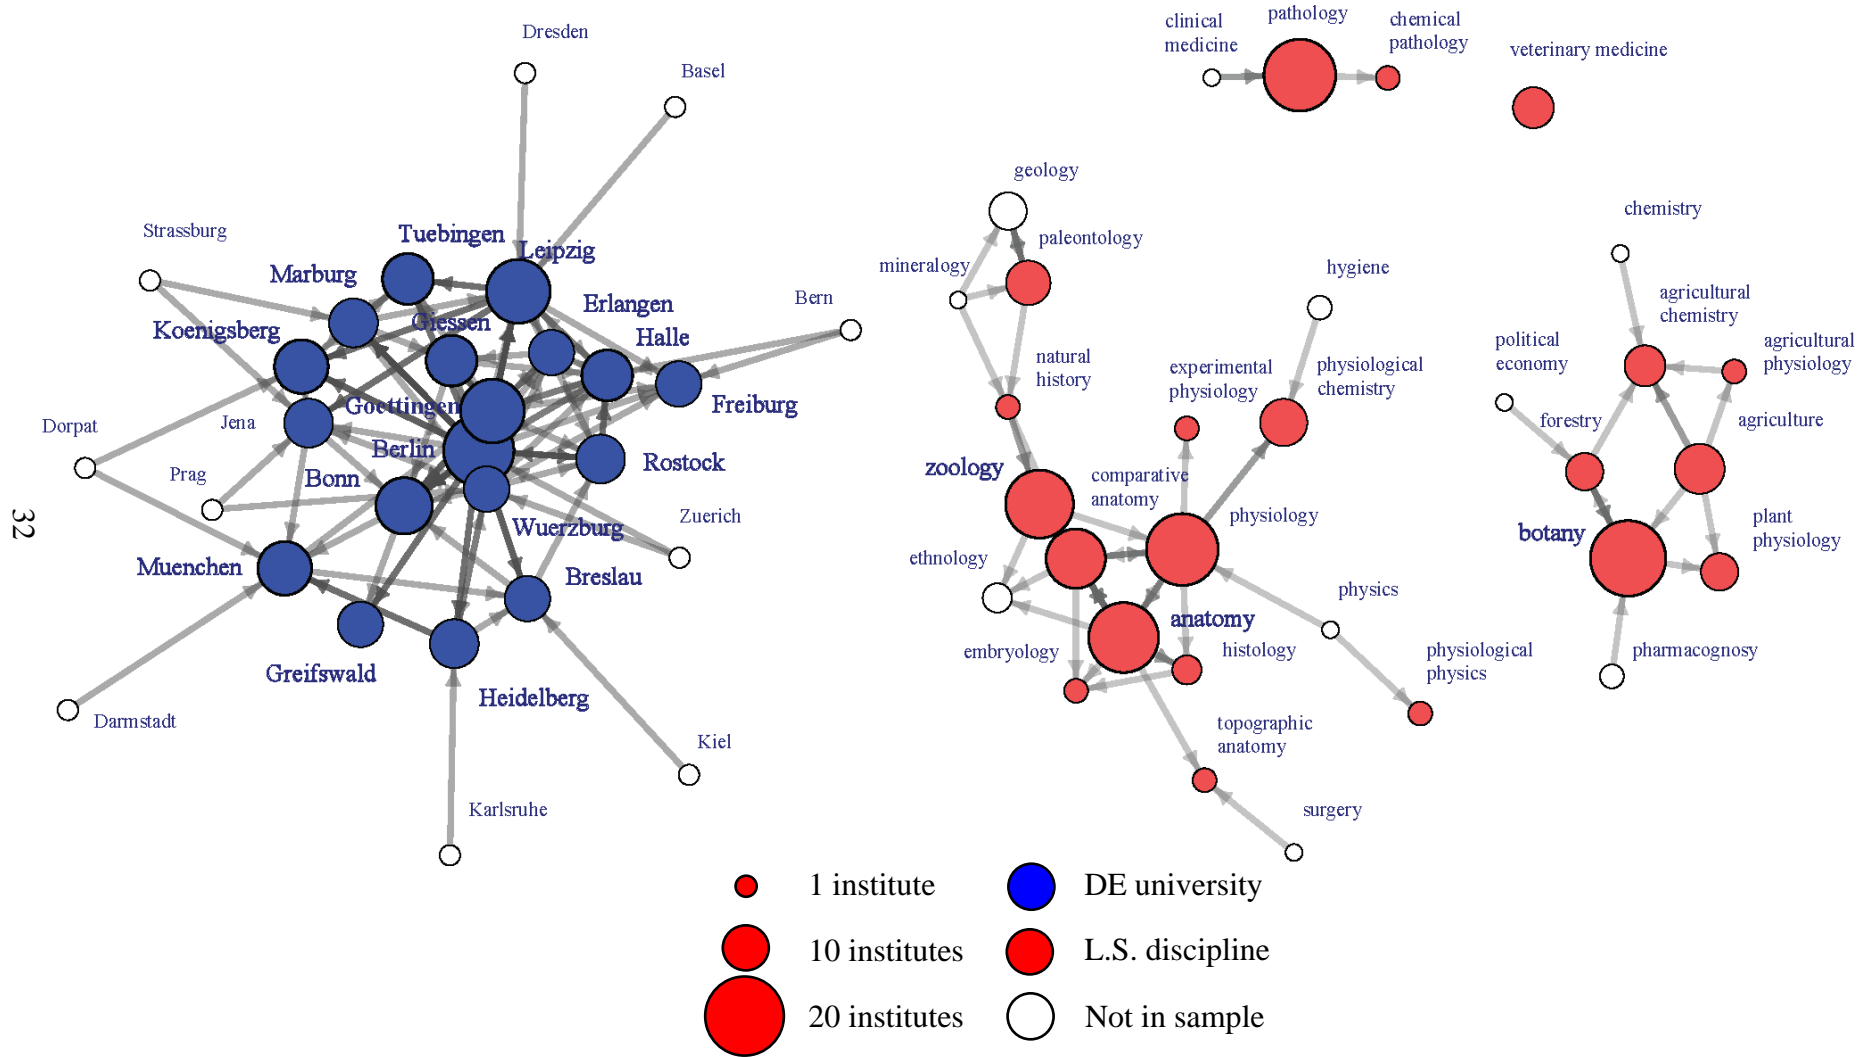 Dresden
Basel
Strassburg
Tuebingen
Leipzig
Marburg
Erlangen
Bern
Koenigsberg
Giessen
Halle
Goettingen
Freiburg
Dorpat
Jena
Berlin
Rostock
Prag
Bonn
Wuerzburg
Zuerich
Muenchen
Breslau
Greifswald
Heidelberg
Darmstadt
Kiel
Karlsruhe
32
clinical
medicine
pathology
chemical
pathology
veterinary medicine
geology
paleontology
mineralogy
natural
history
hygiene
experimental
physiology
physiological
chemistry
zoology
comparative
anatomy
physiology
ethnology
anatomy
physics
embryology
histology
physiological
physics
topographic
anatomy
surgery
chemistry
agricultural
chemistry
political
economy
agricultural
physiology
forestry
agriculture
botany
plant
physiology
pharmacognosy
1 institute
10 institutes
20 institutes
DE university
L.S. discipline
Not in sample